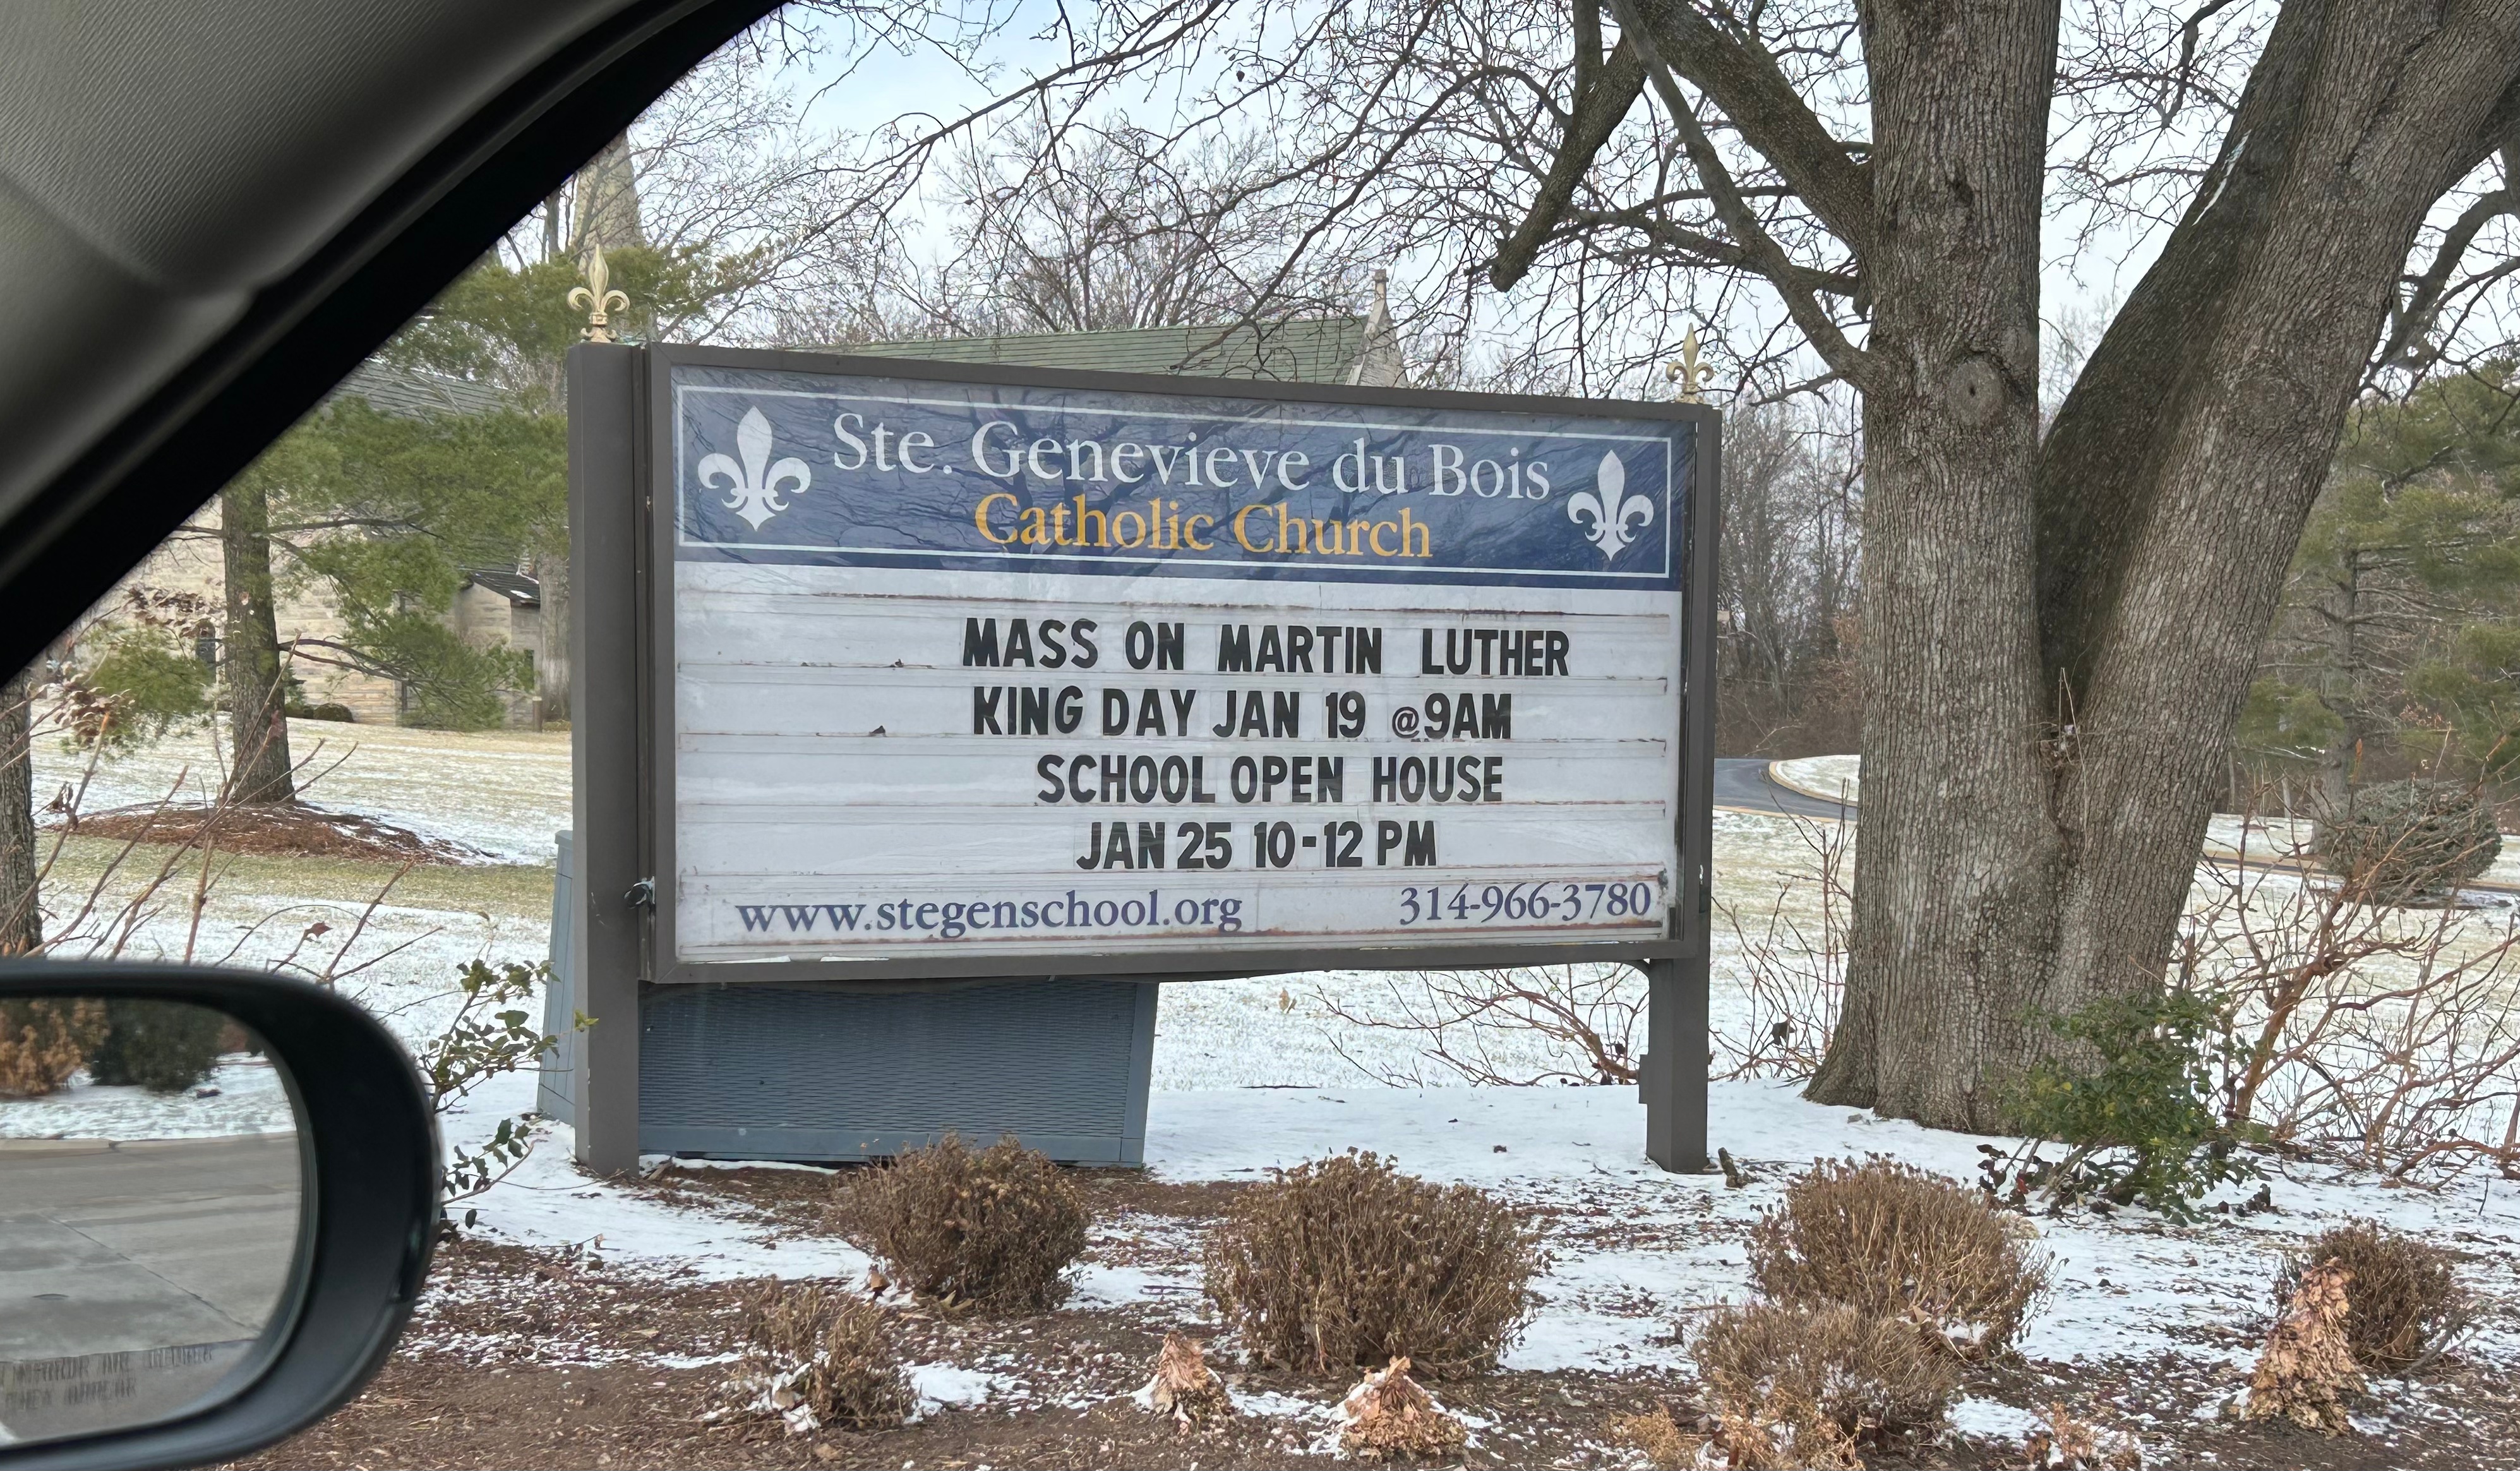 Ste. Genevieve du Bois
Catholic Church
MASS ON MARTIN LUTHER
KING DAY JAN 19 @9AM
SCHOOL OPEN HOUSE
JAN 25 10-12 PM
www.stegenschool.org 314-966-3780